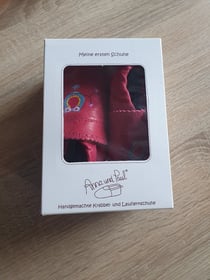 Meine ersten Schuhe
Anna und Paul
Handgemachte Krabbel und Lauflernschuhe